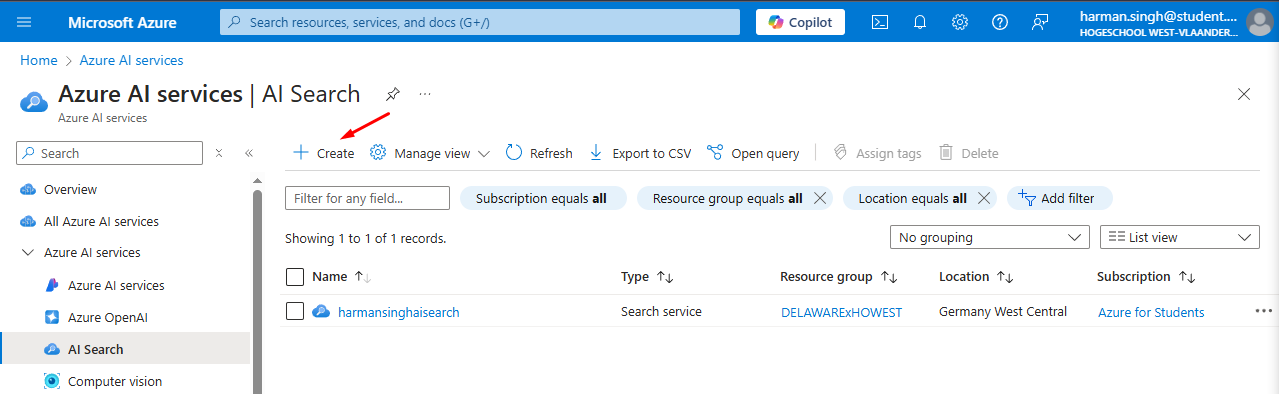 Microsoft Azure
Search resources, services, and docs (G+/)
Copilot
harman.singh@student....
HOGESCHOOL WEST-VLAANDER...
Home > Azure AI services
Azure AI services | AI Search
...
Azure AI services
Search
Create
Manage view
Refresh
Export to CSV
Open query
Assign tags
Delete
Overview
All Azure AI services
Azure AI services
Azure AI services
Azure OpenAI
AI Search
Computer vision
Filter for any field...
Subscription equals all
Resource group equals all
Location equals all
Add filter
Showing 1 to 1 of 1 records.
No grouping
List view
Name Type Resource group Location Subscription
harmansinghaisearch Search service DELAWARExHOWEST Germany West Central Azure for Students ...